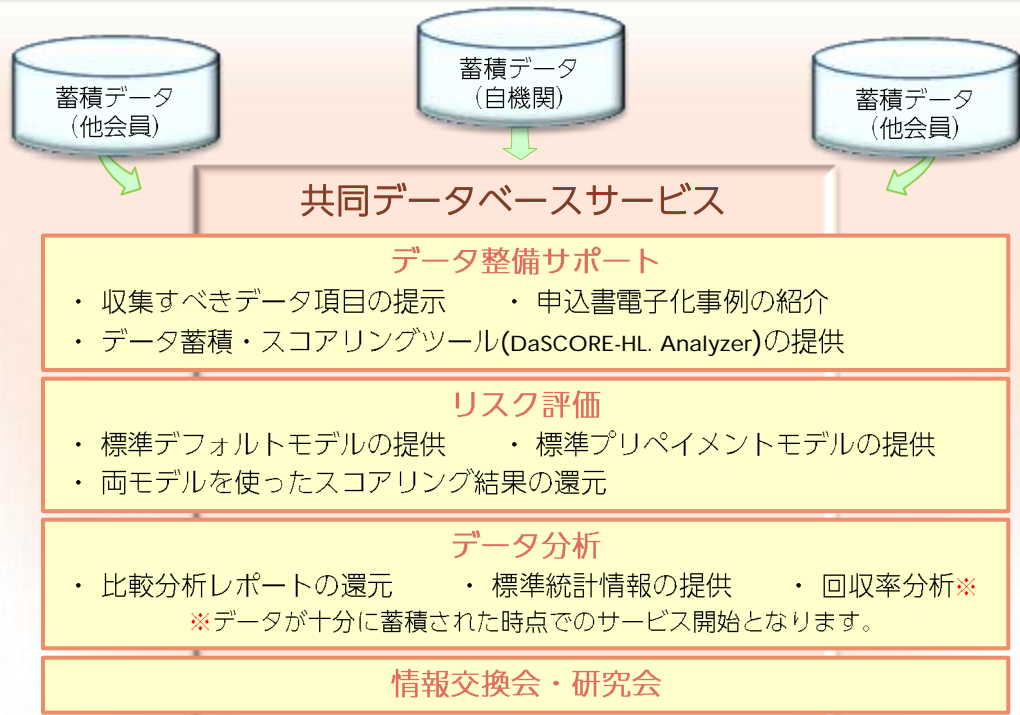 蓄積データ
(他会員)
蓄積データ
(自機関)
蓄積データ
(他会員)
共同データベースサービス
データ整備サポート
・ 収集すべきデータ項目の提示 ・ 申込書電子化事例の紹介
・ データ蓄積・スコアリングツール(DaSCORE-HL. Analyzer)の提供
リスク評価
・ 標準デフォルトモデルの提供 ・ 標準プリペイメントモデルの提供
・ 両モデルを使ったスコアリング結果の還元
データ分析
・ 比較分析レポートの還元 ・ 標準統計情報の提供 ・ 回収率分析※
※データが十分に蓄積された時点でのサービス開始となります。
情報交換会・研究会